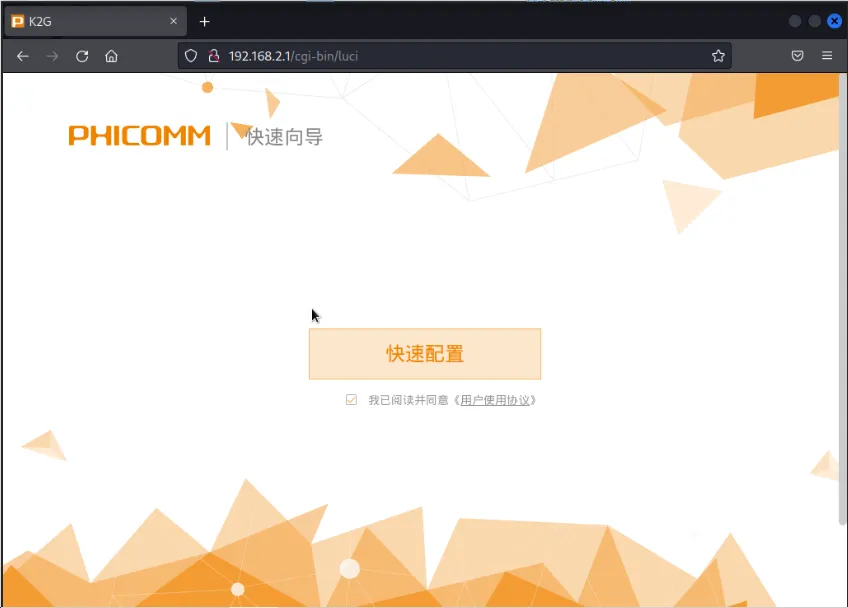 K2G
192.168.2.1/cgi-bin/luci
PHICOMM 快速向导
快速配置
我已阅读并同意《用户使用协议》